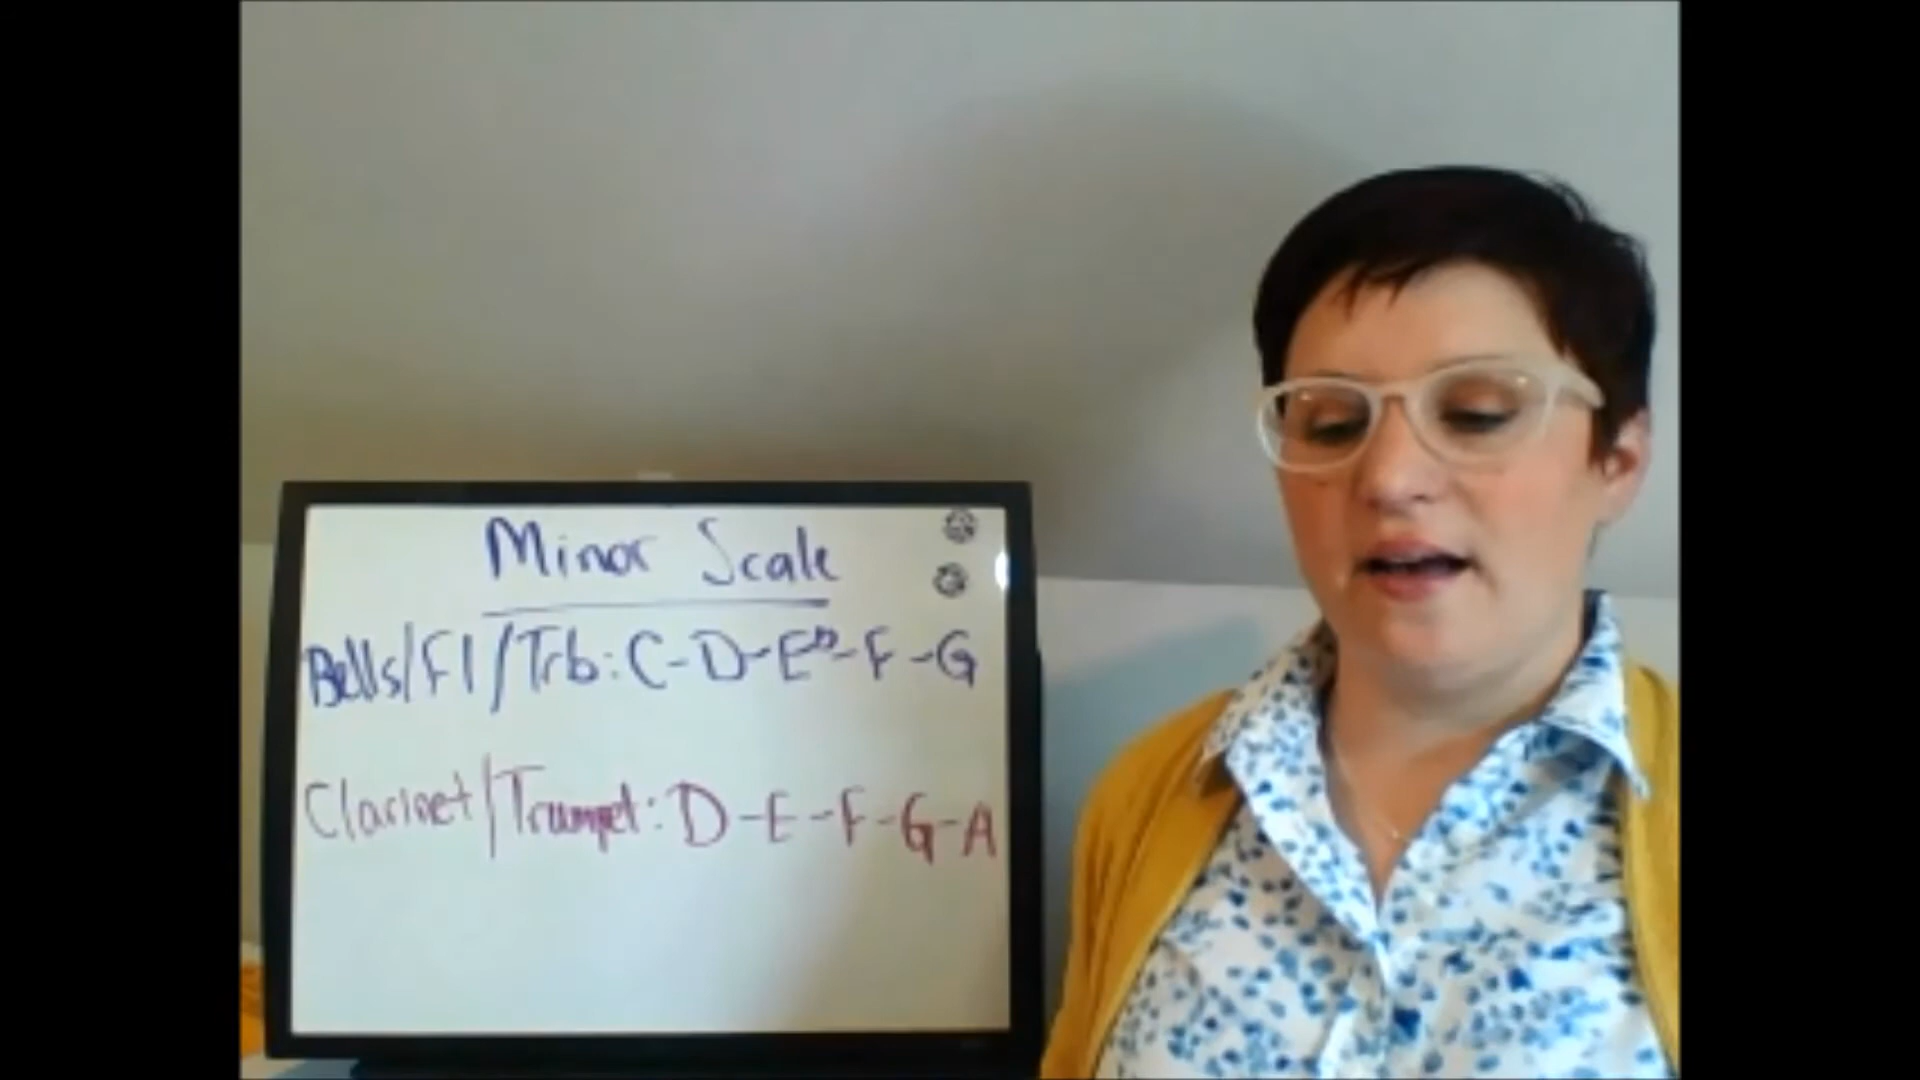 Minor Scale
Bells/Fl/Trb: C-D-E♭-F-G
Clarinet/Trumpet: D-E-F-G-A